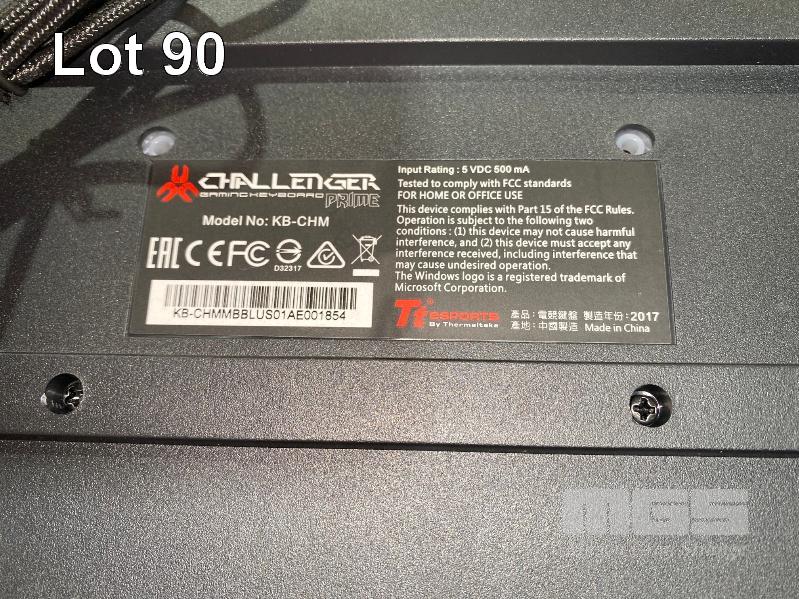 Lot 90
CHALLENGER
GAMING KEYBOARD PRIME
Model No: KB-CHM
EAC CE FC
D32317
KB-CHMMBBLUS01AE001854
Input Rating : 5 VDC 500 mA
Tested to comply with FCC standards
FOR HOME OR OFFICE USE
This device complies with Part 15 of the FCC Rules.
Operation is subject to the following two
conditions : (1) this device may not cause harmful
interference, and (2) this device must accept any
interference received, including interference that
may cause undesired operation.
The Windows logo is a registered trademark of
Microsoft Corporation.
Tt eSPORTS
By Thermaltake
產品 : 電競鍵盤 製造年份 : 2017
產地 : 中國製造 Made in China